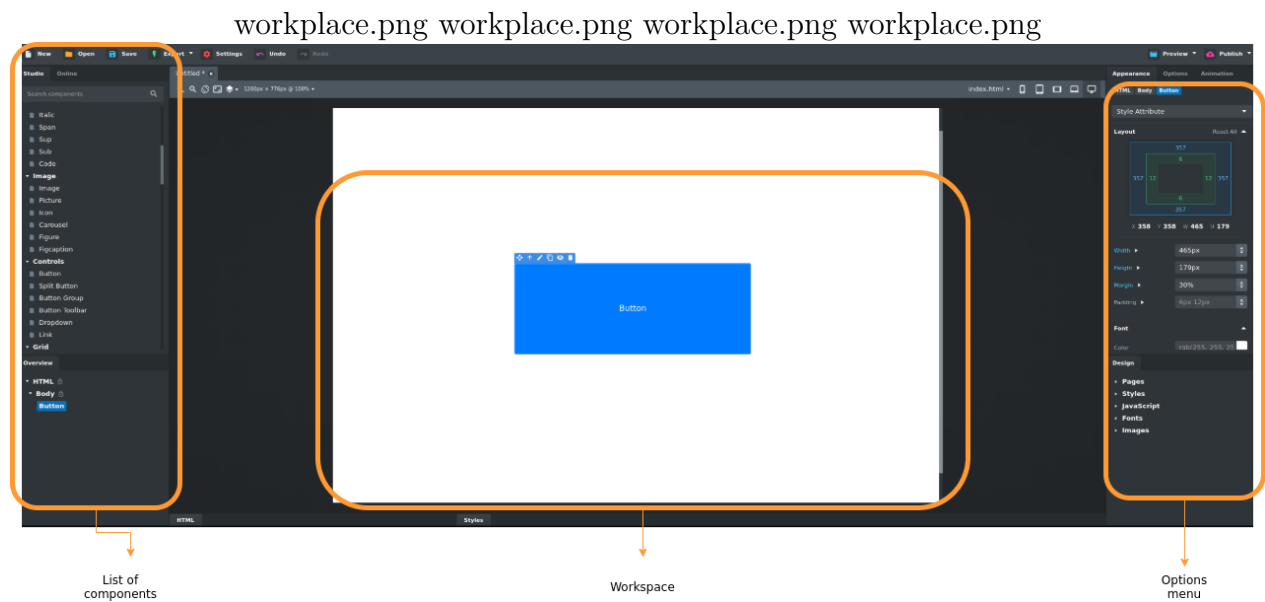 workplace.png workplace.png workplace.png workplace.png
New Open Save Export Settings Undo Redo Preview Publish
Studio Online
Untitled *
Appearance Options Animation
Search components
1200px × 776px @ 100%
index.html
HTML Body Button
Style Attribute
Italic
Span
Sup
Sub
Code
Image
Image
Picture
Icon
Carousel
Figure
Figcaption
Controls
Button
Split Button
Button Group
Button Toolbar
Dropdown
Link
Grid
Overview
HTML
Body
Button
Button
Layout Reset All
357
6
357 12 12 357
6
357
X 358 Y 358 W 465 H 179
Width 465px
Height 179px
Margin 30%
Padding 6px 12px
Font
Color rgb(255, 255, 25
Design
Pages
Styles
JavaScript
Fonts
Images
HTML Styles
List of
components
Workspace
Options
menu